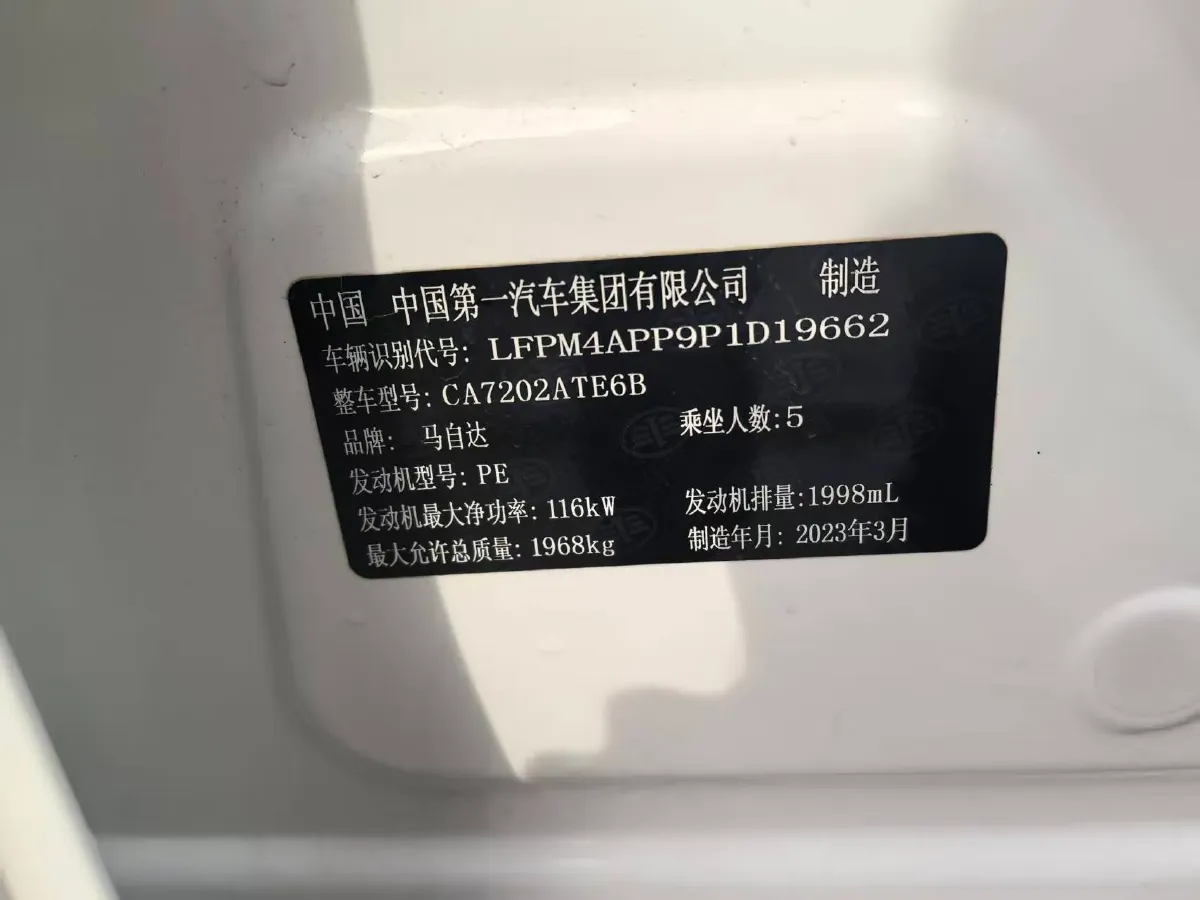 中国 中国第一汽车集团有限公司 制造
车辆识别代号: LFPM4APP9P1D19662
整车型号: CA7202ATE6B
品牌: 马自达 乘坐人数:5
发动机型号: PE
发动机最大净功率: 116kW 发动机排量:1998mL
最大允许总质量: 1968kg 制造年月: 2023年3月